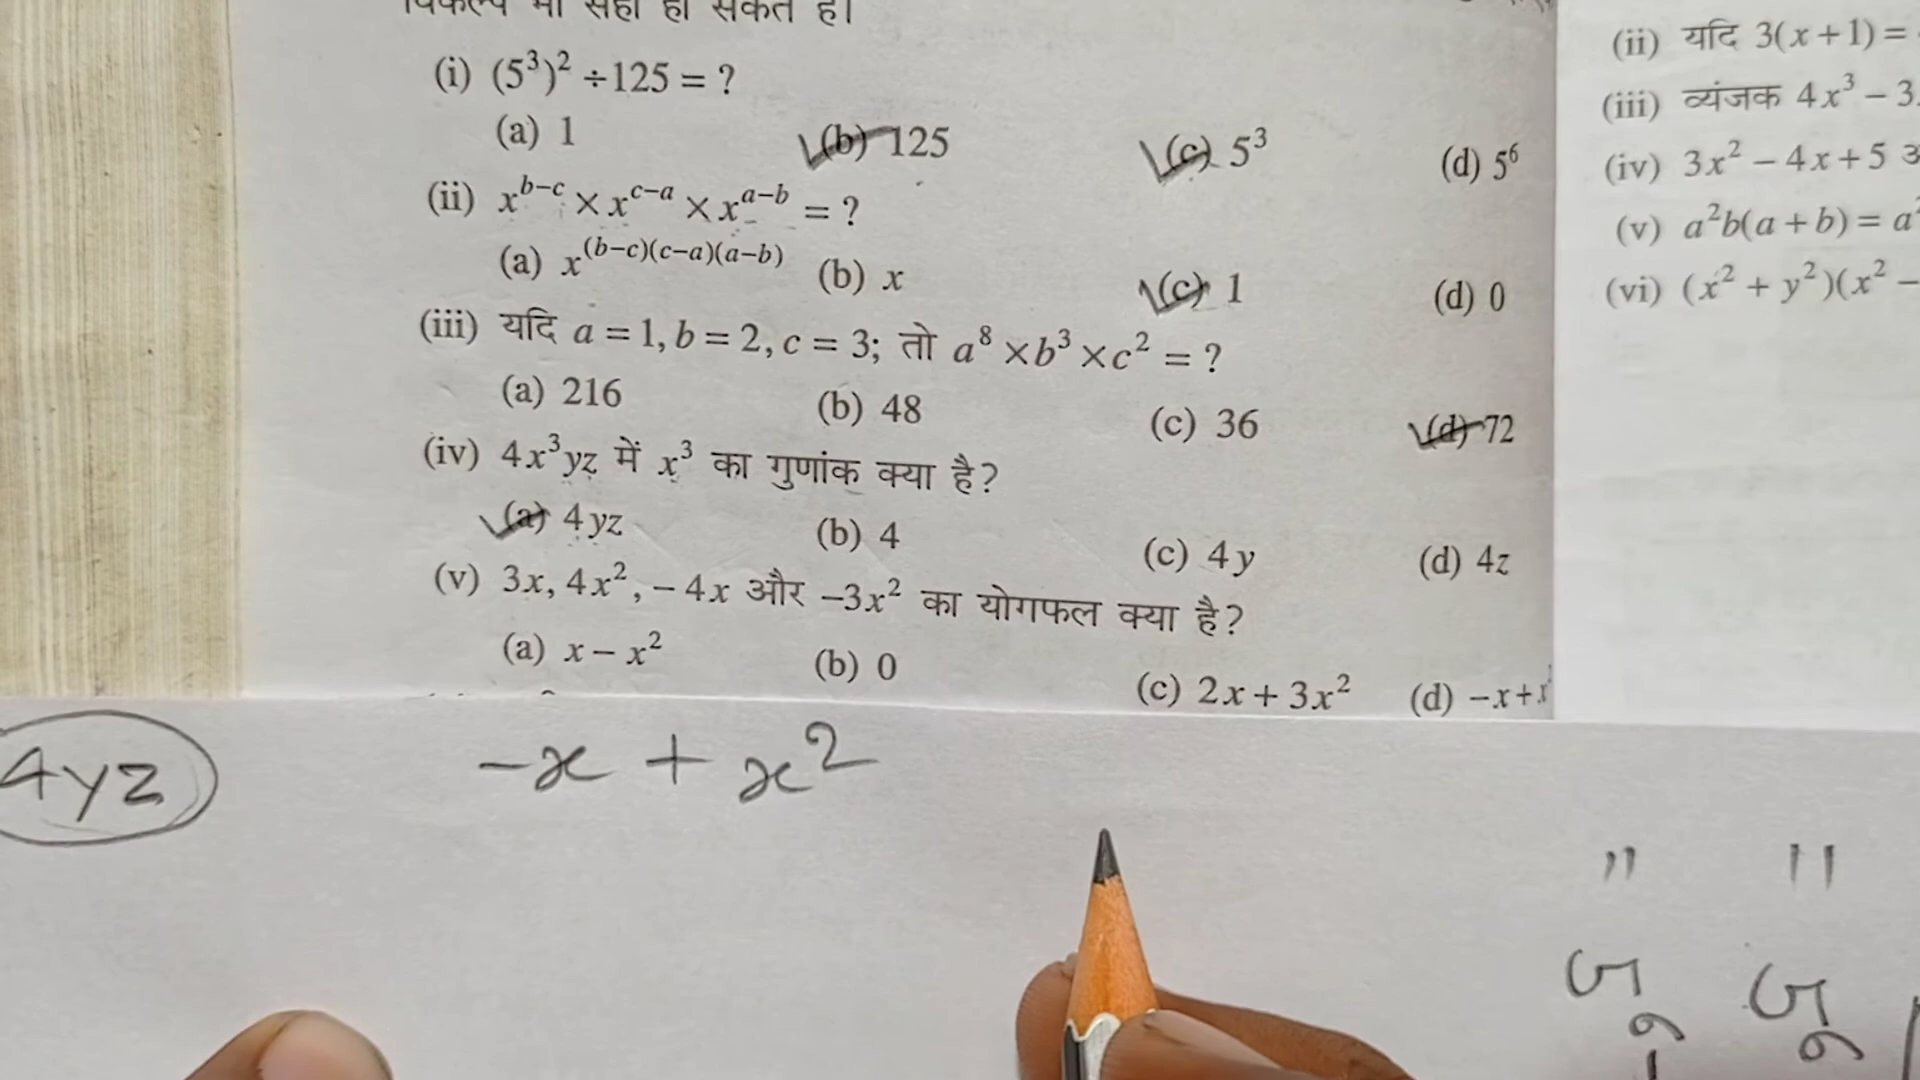 विकल्प भी सही हो सकते हैं।
(i) (5³)² ÷ 125 = ?
(a) 1 (b) 125 (c) 5³ (d) 5⁶
(ii) x^{b−c} × x^{c−a} × x^{a−b} = ?
(a) x^{(b−c)(c−a)(a−b)} (b) x (c) 1 (d) 0
(iii) यदि a = 1, b = 2, c = 3; तो a⁸ × b³ × c² = ?
(a) 216 (b) 48 (c) 36 (d) 72
(iv) 4x³yz में x³ का गुणांक क्या है?
(a) 4yz (b) 4 (c) 4y (d) 4z
(v) 3x, 4x², − 4x और −3x² का योगफल क्या है?
(a) x − x² (b) 0 (c) 2x + 3x² (d) −x+x
(ii) यदि 3(x+1) =
(iii) व्यंजक 4x³ − 3
(iv) 3x² − 4x+5
(v) a²b(a+b) = a
(vi) (x² + y²)(x² −
4yz
-x + x²